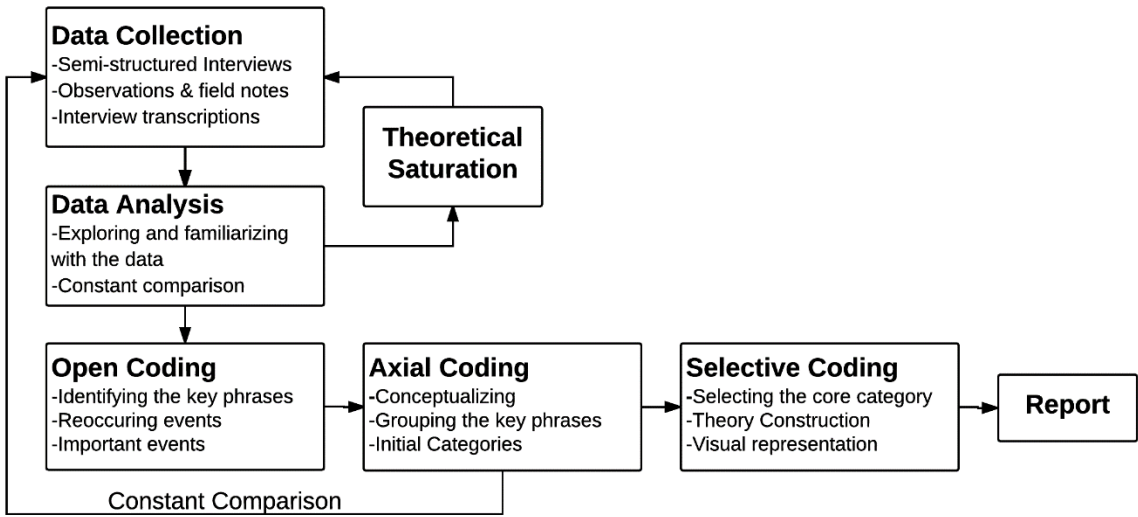 Data Collection
-Semi-structured Interviews
-Observations & field notes
-Interview transcriptions
Theoretical
Saturation
Data Analysis
-Exploring and familiarizing
with the data
-Constant comparison
Open Coding
-Identifying the key phrases
-Reoccuring events
-Important events
Axial Coding
-Conceptualizing
-Grouping the key phrases
-Initial Categories
Selective Coding
-Selecting the core category
-Theory Construction
-Visual representation
Report
Constant Comparison